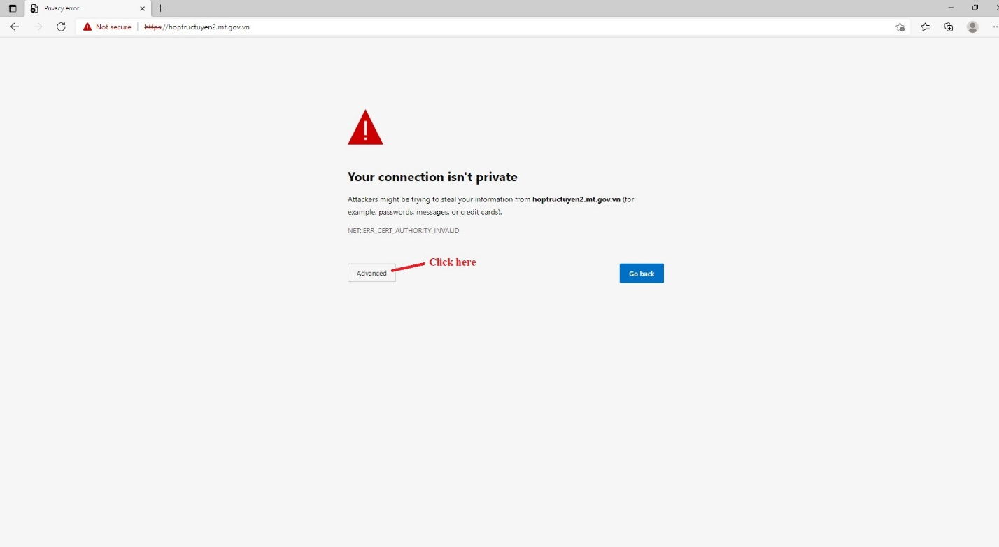 Privacy error
Not secure
https://hoptructuyen2.mt.gov.vn
Your connection isn't private
Attackers might be trying to steal your information from hoptructuyen2.mt.gov.vn (for
example, passwords, messages, or credit cards).
NET::ERR_CERT_AUTHORITY_INVALID
Click here
Advanced
Go back